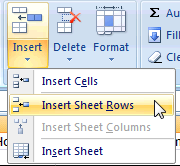 Insert Delete Format
Insert Cells
Insert Sheet Rows
Insert Sheet Columns
Insert Sheet